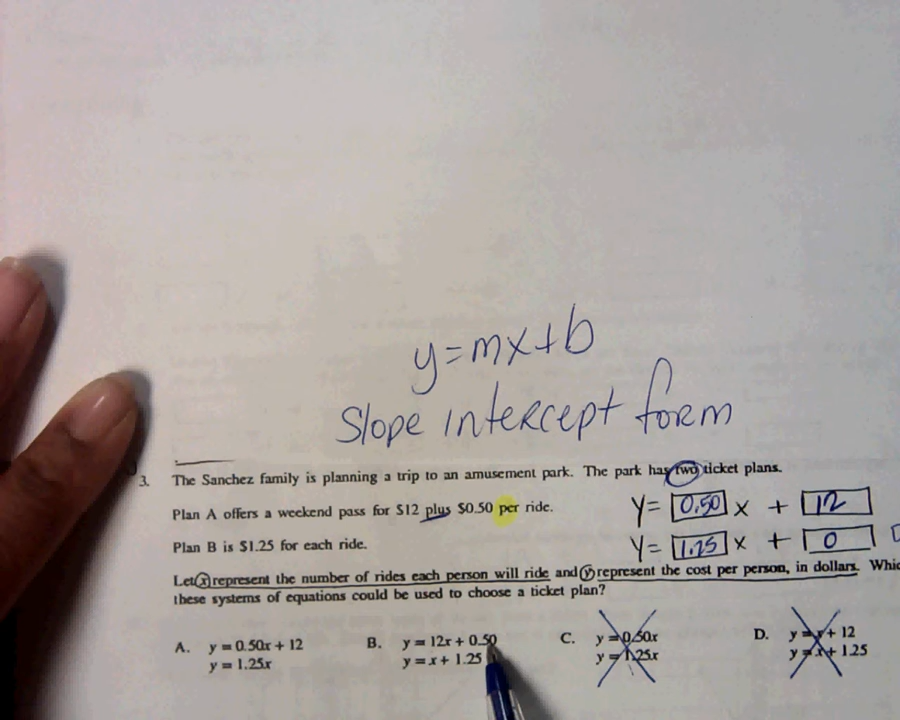 y=mx+b
Slope intercept form
3. The Sanchez family is planning a trip to an amusement park. The park has two ticket plans.
Plan A offers a weekend pass for $12 plus $0.50 per ride.
y= 0.50 x + 12
Plan B is $1.25 for each ride.
y= 1.25 x + 0
Let x represent the number of rides each person will ride and y represent the cost per person, in dollars. Whic
these systems of equations could be used to choose a ticket plan?
A. y = 0.50x + 12
y = 1.25x
B. y = 12x + 0.50
y = x + 1.25
C. y = 0.50x
y = 1.25x
D. y = x + 12
y = x + 1.25